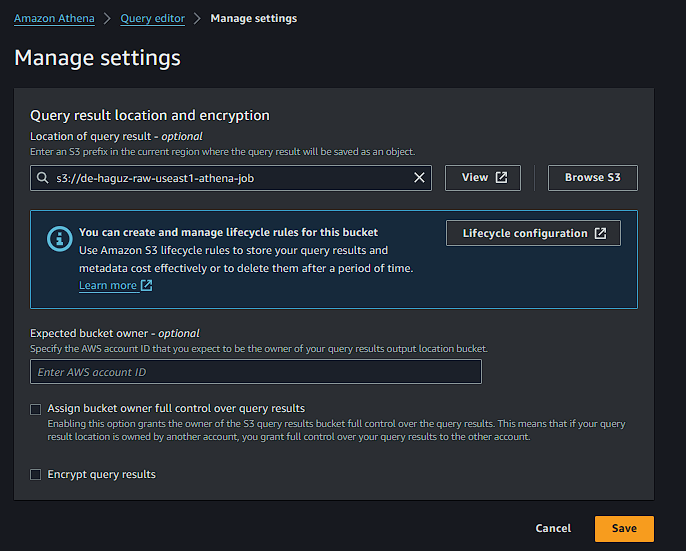 Amazon Athena > Query editor > Manage settings
Manage settings
Query result location and encryption
Location of query result - optional
Enter an S3 prefix in the current region where the query result will be saved as an object.
s3://de-haguz-raw-useast1-athena-job
View
Browse S3
You can create and manage lifecycle rules for this bucket
Use Amazon S3 lifecycle rules to store your query results and
metadata cost effectively or to delete them after a period of time.
Learn more
Lifecycle configuration
Expected bucket owner - optional
Specify the AWS account ID that you expect to be the owner of your query results output location bucket.
Enter AWS account ID
Assign bucket owner full control over query results
Enabling this option grants the owner of the S3 query results bucket full control over the query results. This means that if your query
result location is owned by another account, you grant full control over your query results to the other account.
Encrypt query results
Cancel
Save